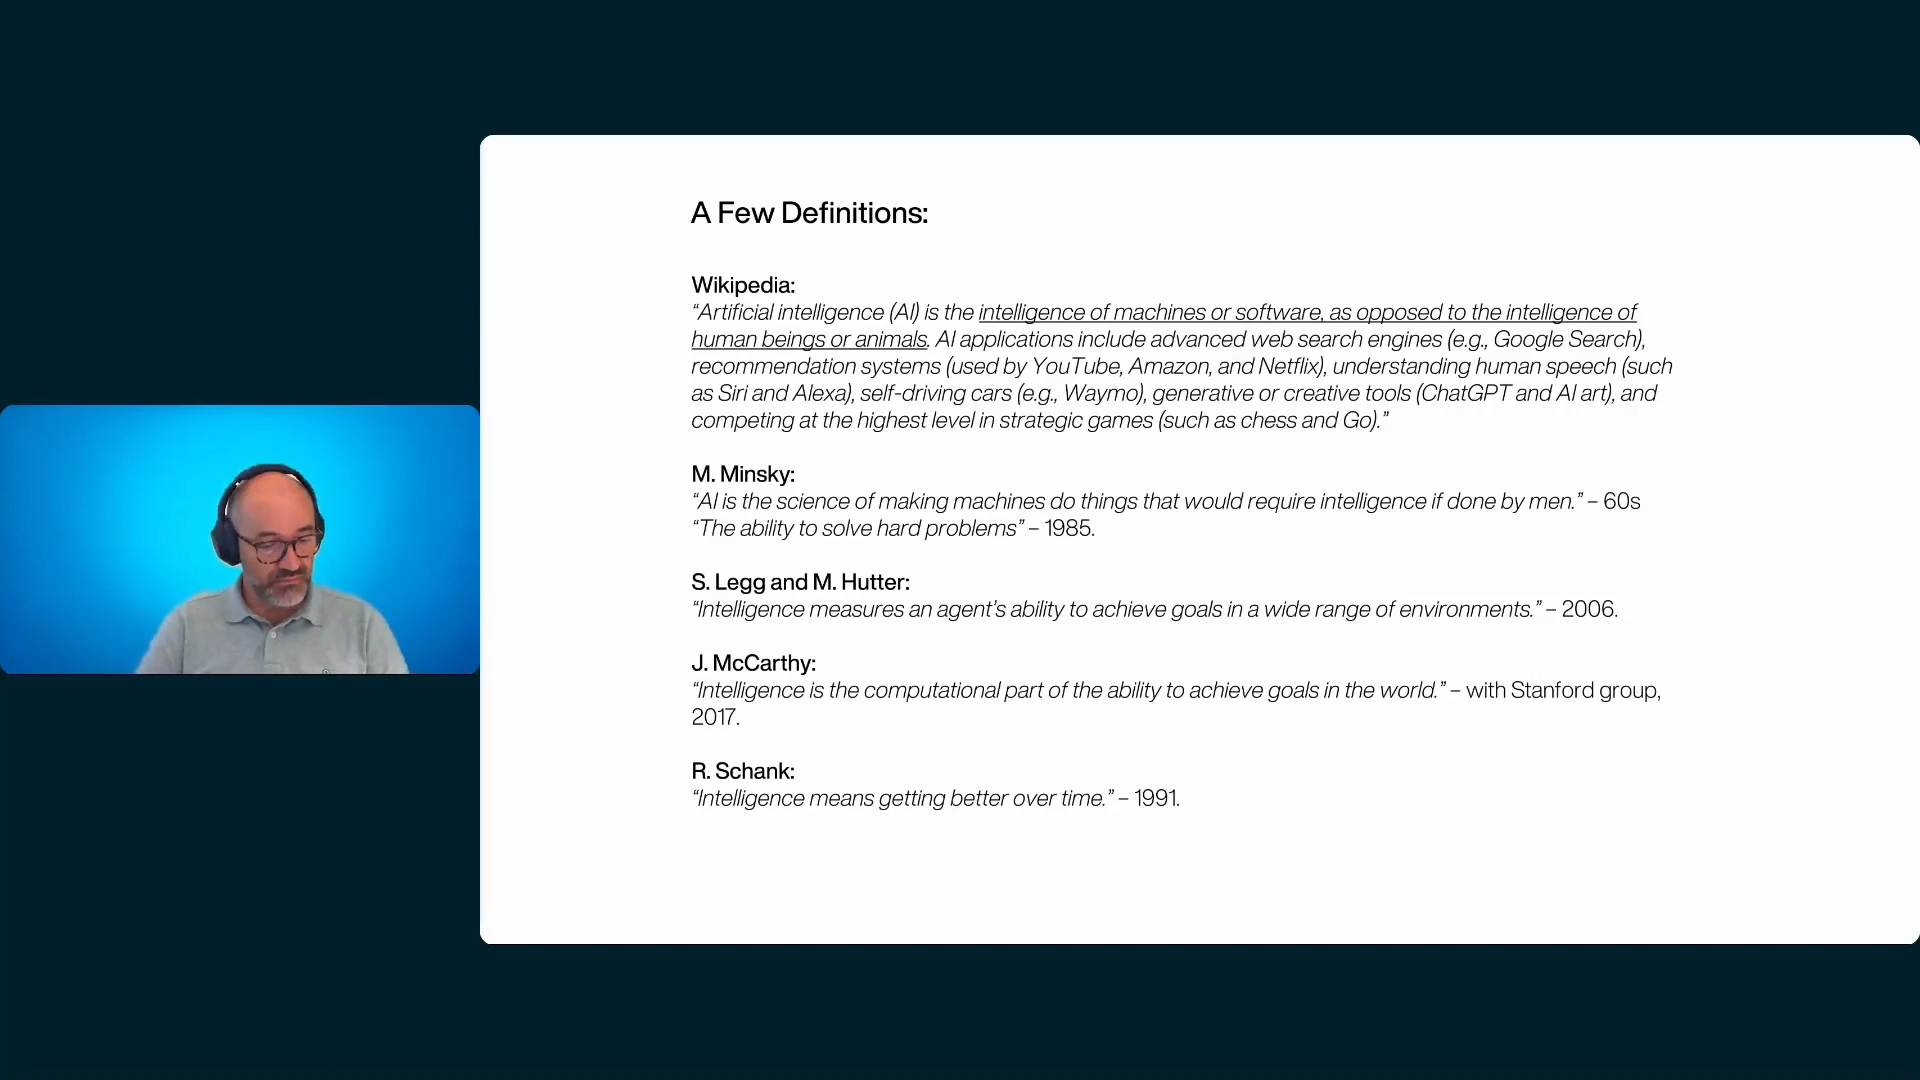 A Few Definitions:
Wikipedia:
“Artificial intelligence (AI) is the intelligence of machines or software, as opposed to the intelligence of
human beings or animals. AI applications include advanced web search engines (e.g., Google Search),
recommendation systems (used by YouTube, Amazon, and Netflix), understanding human speech (such
as Siri and Alexa), self-driving cars (e.g., Waymo), generative or creative tools (ChatGPT and AI art), and
competing at the highest level in strategic games (such as chess and Go).”
M. Minsky:
“AI is the science of making machines do things that would require intelligence if done by men.” – 60s
“The ability to solve hard problems” – 1985.
S. Legg and M. Hutter:
“Intelligence measures an agent’s ability to achieve goals in a wide range of environments.” – 2006.
J. McCarthy:
“Intelligence is the computational part of the ability to achieve goals in the world.” – with Stanford group,
2017.
R. Schank:
“Intelligence means getting better over time.” – 1991.